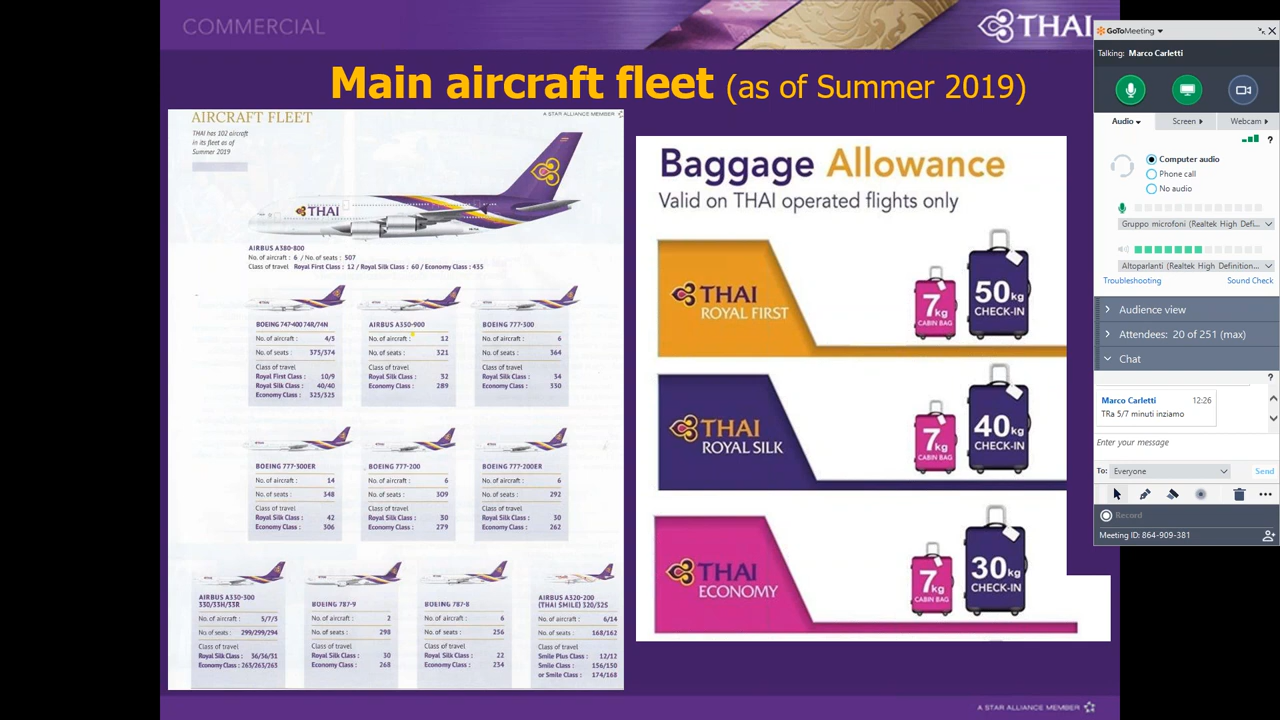 COMMERCIAL
THAI
Main aircraft fleet (as of Summer 2019)
AIRCRAFT FLEET
A STAR ALLIANCE MEMBER
THAI has 102 aircraft
in its fleet as of
Summer 2019
THAI
AIRBUS A380-800
No. of aircraft : 6 / No. of seats : 507
Class of travel Royal First Class : 12 / Royal Silk Class : 60 / Economy Class : 435
BOEING 747-400 74R/74N
No. of aircraft : 4/5
No. of seats : 375/374
Class of travel
Royal First Class : 10/9
Royal Silk Class : 40/40
Economy Class : 325/325
AIRBUS A350-900
No. of aircraft : 12
No. of seats : 321
Class of travel
Royal Silk Class : 32
Economy Class : 289
BOEING 777-300
No. of aircraft : 6
No. of seats : 364
Class of travel
Royal Silk Class : 34
Economy Class : 330
BOEING 777-300ER
No. of aircraft : 14
No. of seats : 348
Class of travel
Royal Silk Class : 42
Economy Class : 306
BOEING 777-200
No. of aircraft : 6
No. of seats : 309
Class of travel
Royal Silk Class : 30
Economy Class : 279
BOEING 777-200ER
No. of aircraft : 6
No. of seats : 292
Class of travel
Royal Silk Class : 30
Economy Class : 262
AIRBUS A330-300
330/33H/33R
No. of aircraft : 5/7/3
No of seats : 299/299/294
Class of travel
Royal Silk Class : 36/36/31
Economy Class : 263/263/263
BOEING 787-9
No. of aircraft : 2
No. of seats : 298
Class of travel
Royal Silk Class : 30
Economy Class : 268
BOEING 787-8
No. of aircraft : 6
No. of seats : 256
Class of travel
Royal Silk Class : 22
Economy Class : 234
AIRBUS A320-200
(THAI SMILE) 320/32S
No. of aircraft : 6/14
No. of seats : 168/162
Class of travel
Smile Plus Class : 12/12
Smile Class : 156/150
or Smile Class : 174/168
Baggage Allowance
Valid on THAI operated flights only
THAI
ROYAL FIRST
7kg
CABIN BAG
50kg
CHECK-IN
THAI
ROYAL SILK
7kg
CABIN BAG
40kg
CHECK-IN
THAI
ECONOMY
7kg
CABIN BAG
30kg
CHECK-IN
A STAR ALLIANCE MEMBER
GoToMeeting
Talking: Marco Carletti
Audio Screen Webcam
?
Computer audio
Phone call
No audio
Gruppo microfoni (Realtek High Defi...
Altoparlanti (Realtek High Definition...
Troubleshooting Sound Check
Audience view
Attendees: 20 of 251 (max)
Chat
?
Marco Carletti 12:26
TRa 5/7 minuti inziamo
Enter your message
To: Everyone Send
Record
Meeting ID: 864-909-381